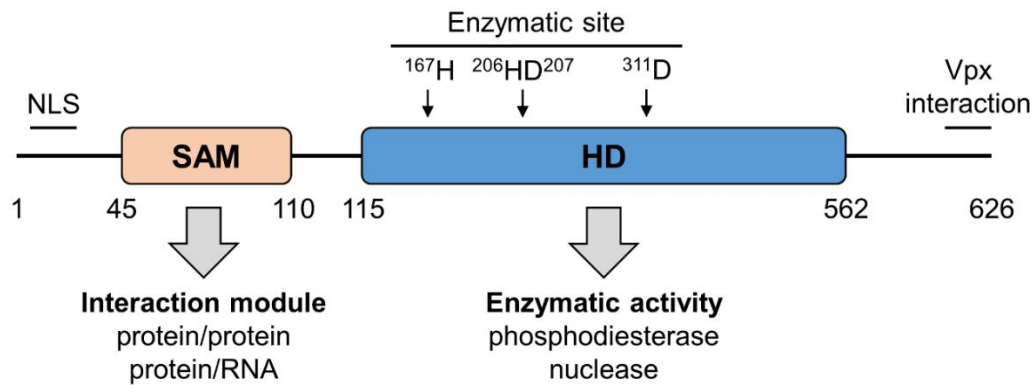 Enzymatic site
¹⁶⁷H ²⁰⁶HD²⁰⁷ ³¹¹D
NLS
Vpx
interaction
SAM
HD
1 45 110 115 562 626
Interaction module
protein/protein
protein/RNA
Enzymatic activity
phosphodiesterase
nuclease